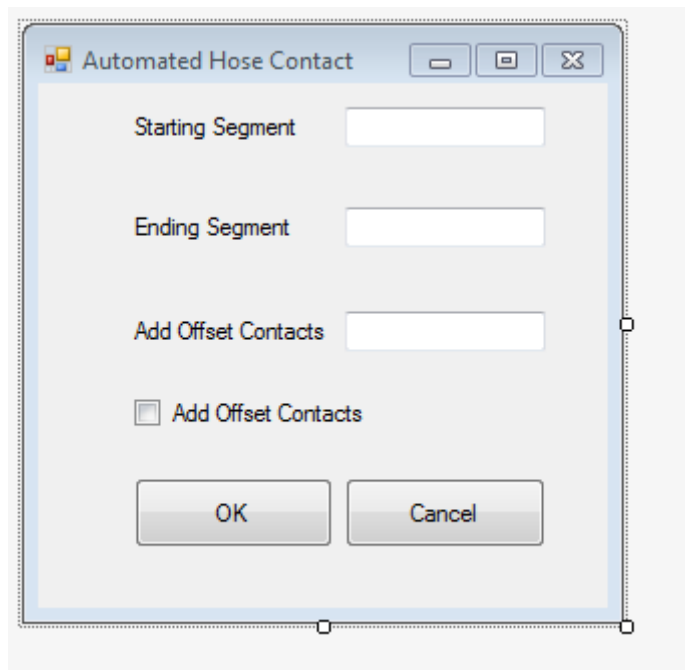 Automated Hose Contact
Starting Segment
Ending Segment
Add Offset Contacts
Add Offset Contacts
OK Cancel